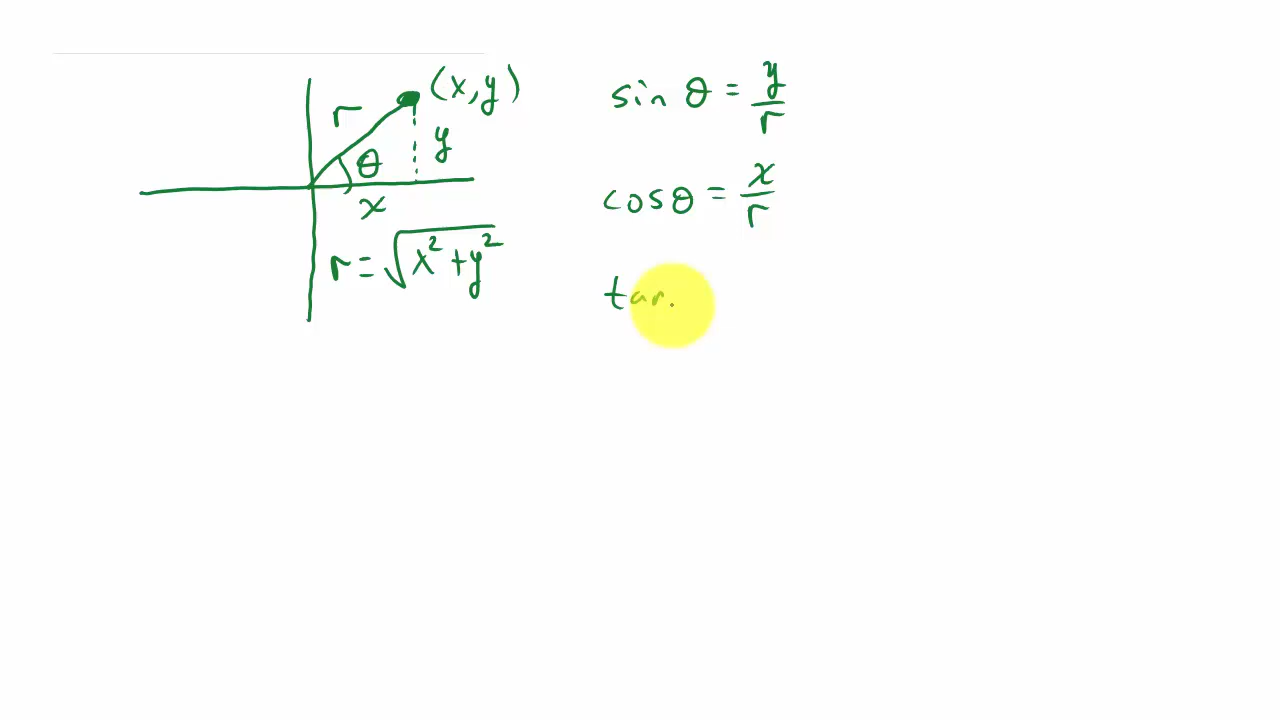 (x,y)
r
θ
y
x
r = √x² + y²
sin θ = y/r
cos θ = x/r
tan